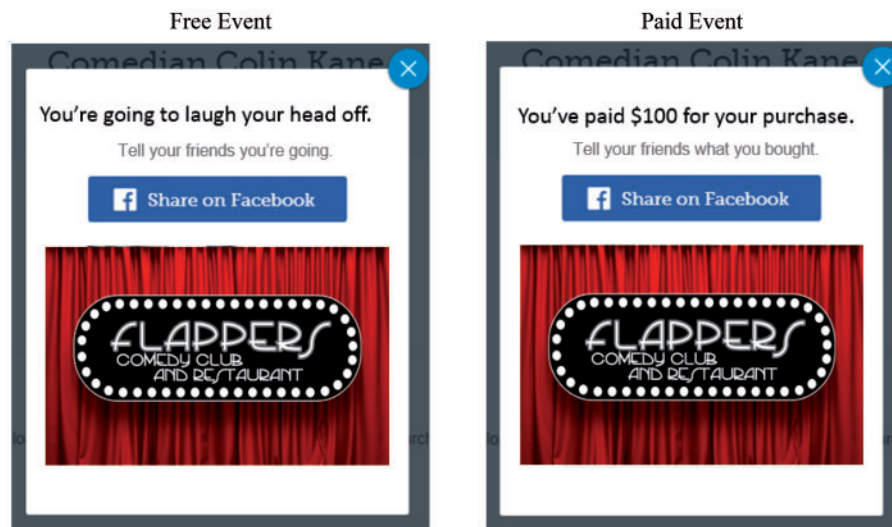 Free Event
Comedian Colin Kane
You're going to laugh your head off.
Tell your friends you're going.
Share on Facebook
FLAPPERS
COMEDY CLUB
AND RESTAURANT
lo
Paid Event
Comedian Colin Kane
You've paid $100 for your purchase.
Tell your friends what you bought.
Share on Facebook
FLAPPERS
COMEDY CLUB
AND RESTAURANT
lo